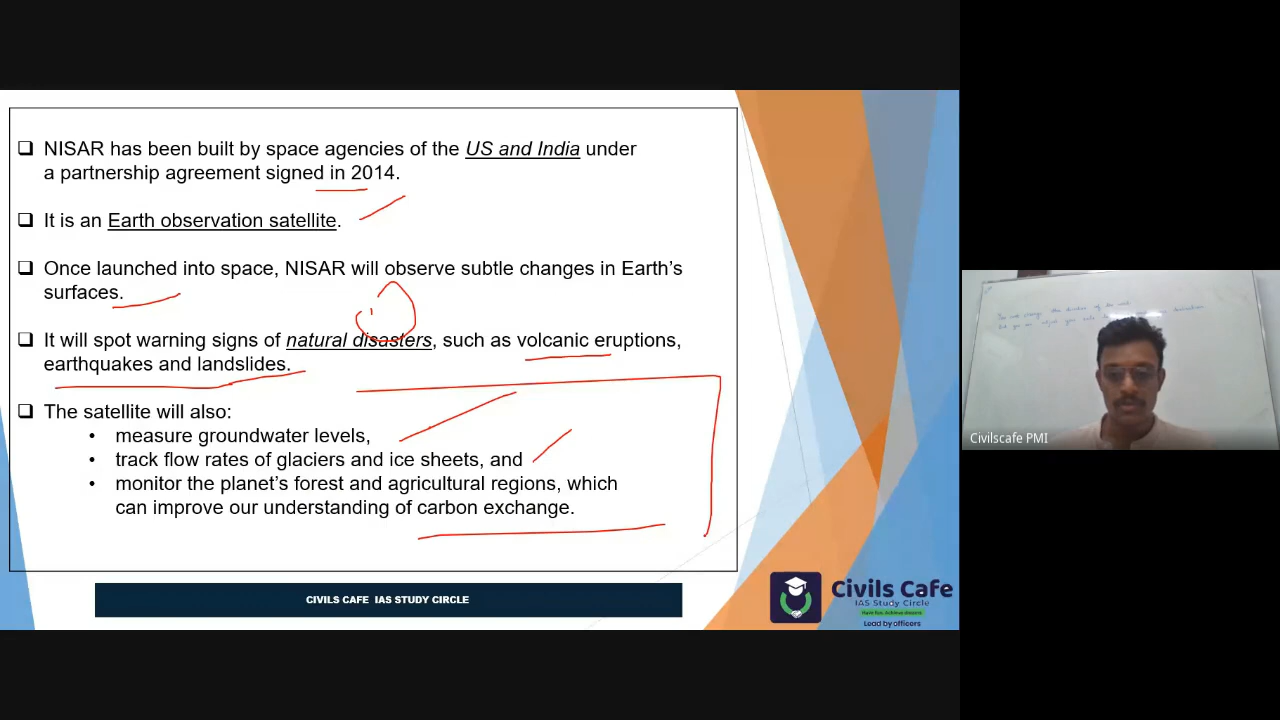 NISAR has been built by space agencies of the US and India under
a partnership agreement signed in 2014.
It is an Earth observation satellite.
Once launched into space, NISAR will observe subtle changes in Earth's
surfaces.
It will spot warning signs of natural disasters, such as volcanic eruptions,
earthquakes and landslides.
The satellite will also:
• measure groundwater levels,
• track flow rates of glaciers and ice sheets, and
• monitor the planet's forest and agricultural regions, which
can improve our understanding of carbon exchange.
CIVILS CAFE IAS STUDY CIRCLE
Civils Cafe
IAS Study Circle
Lead by officers
Civilscafe PMI